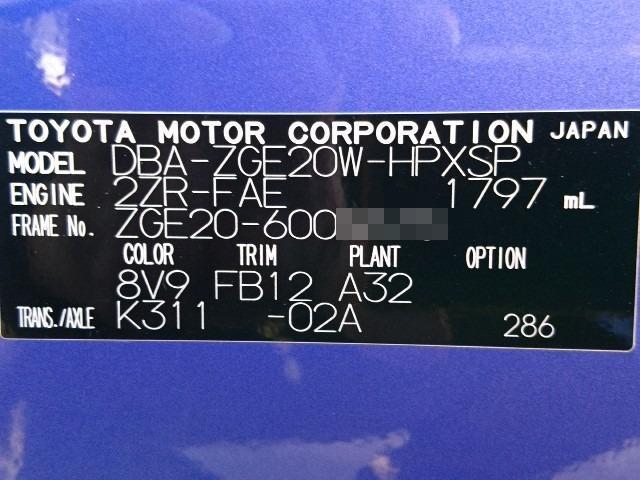 TOYOTA MOTOR CORPORATION JAPAN
MODEL DBA-ZGE20W-HPXSP
ENGINE 2ZR-FAE 1797 mL
FRAME No. ZGE20-600
COLOR TRIM PLANT OPTION
8V9 FB12 A32
TRANS./AXLE K311 -02A 286